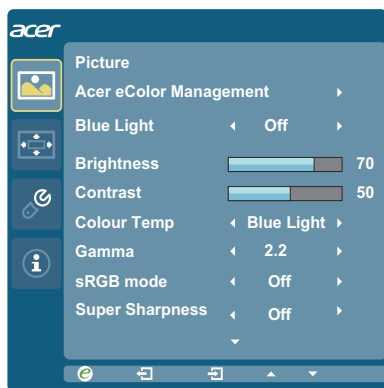 acer
Picture
Acer eColor Management
Blue Light Off
Brightness 70
Contrast 50
Colour Temp Blue Light
Gamma 2.2
sRGB mode Off
Super Sharpness Off
e